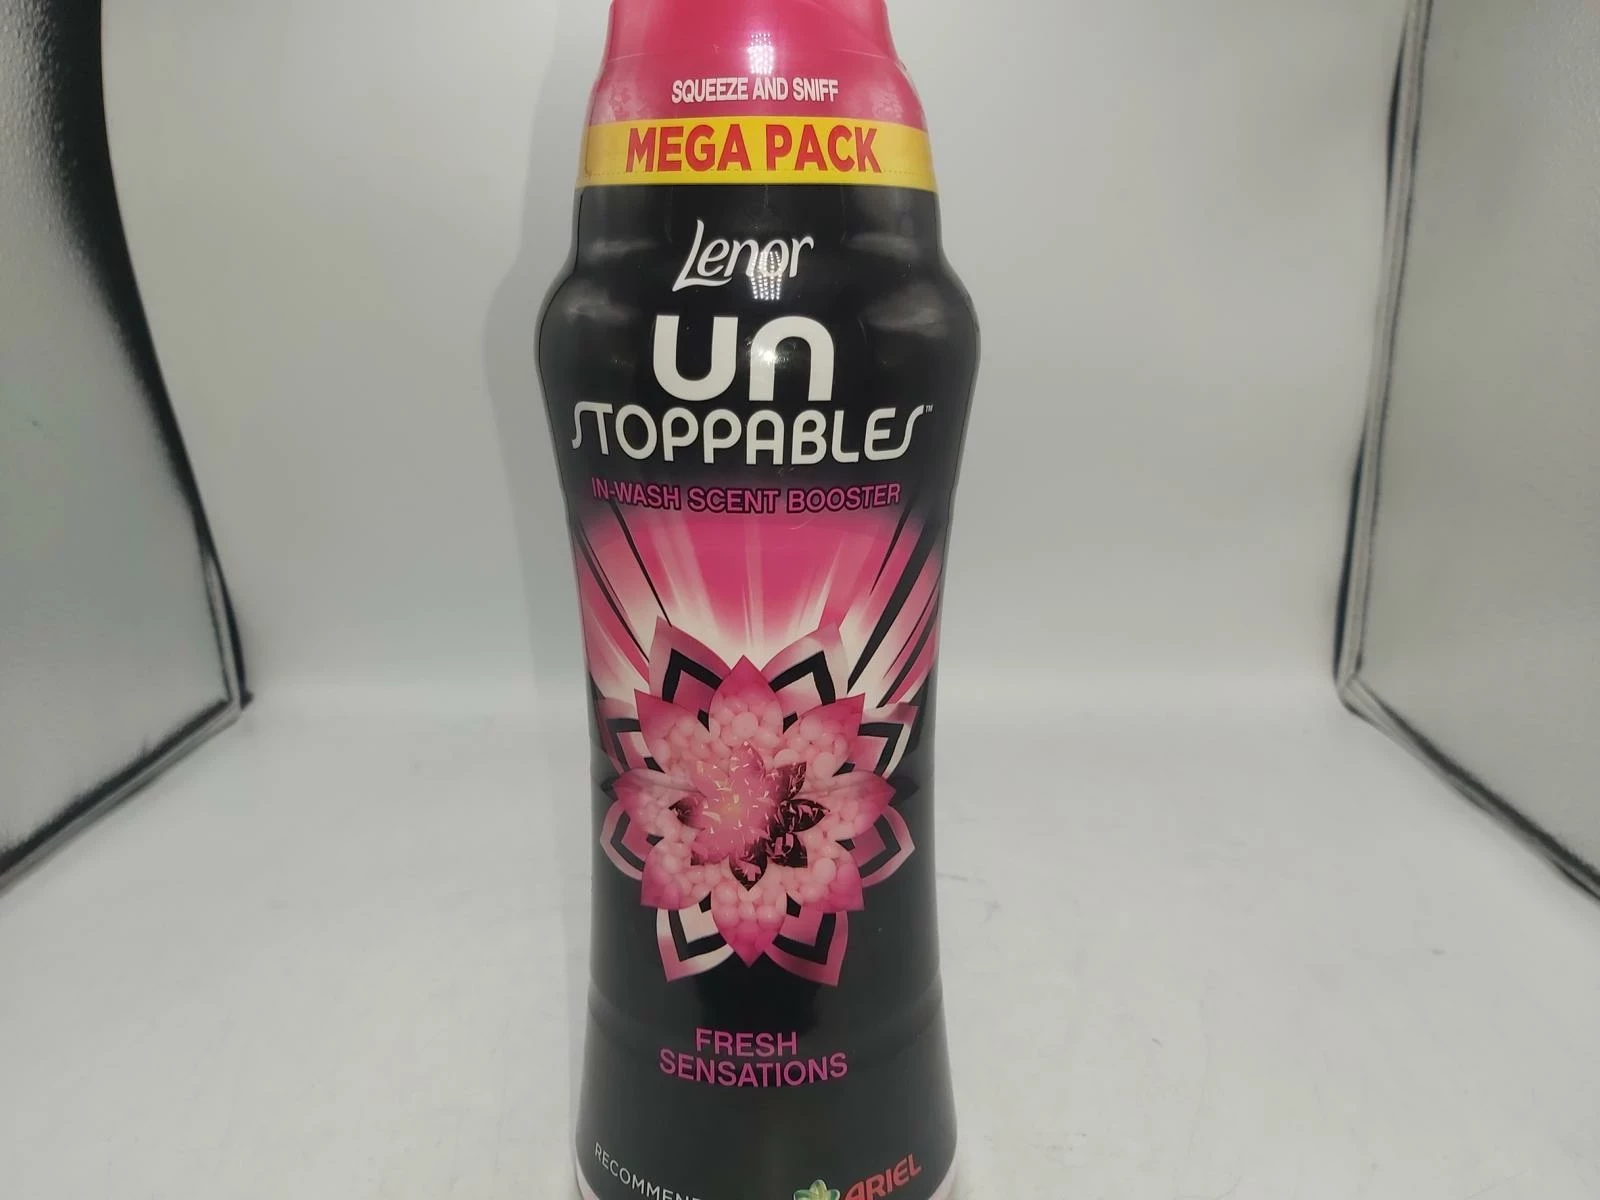 SQUEEZE AND SNIFF
MEGA PACK
Lenor
UN
STOPPABLES™
IN-WASH SCENT BOOSTER
FRESH
SENSATIONS
ARIEL